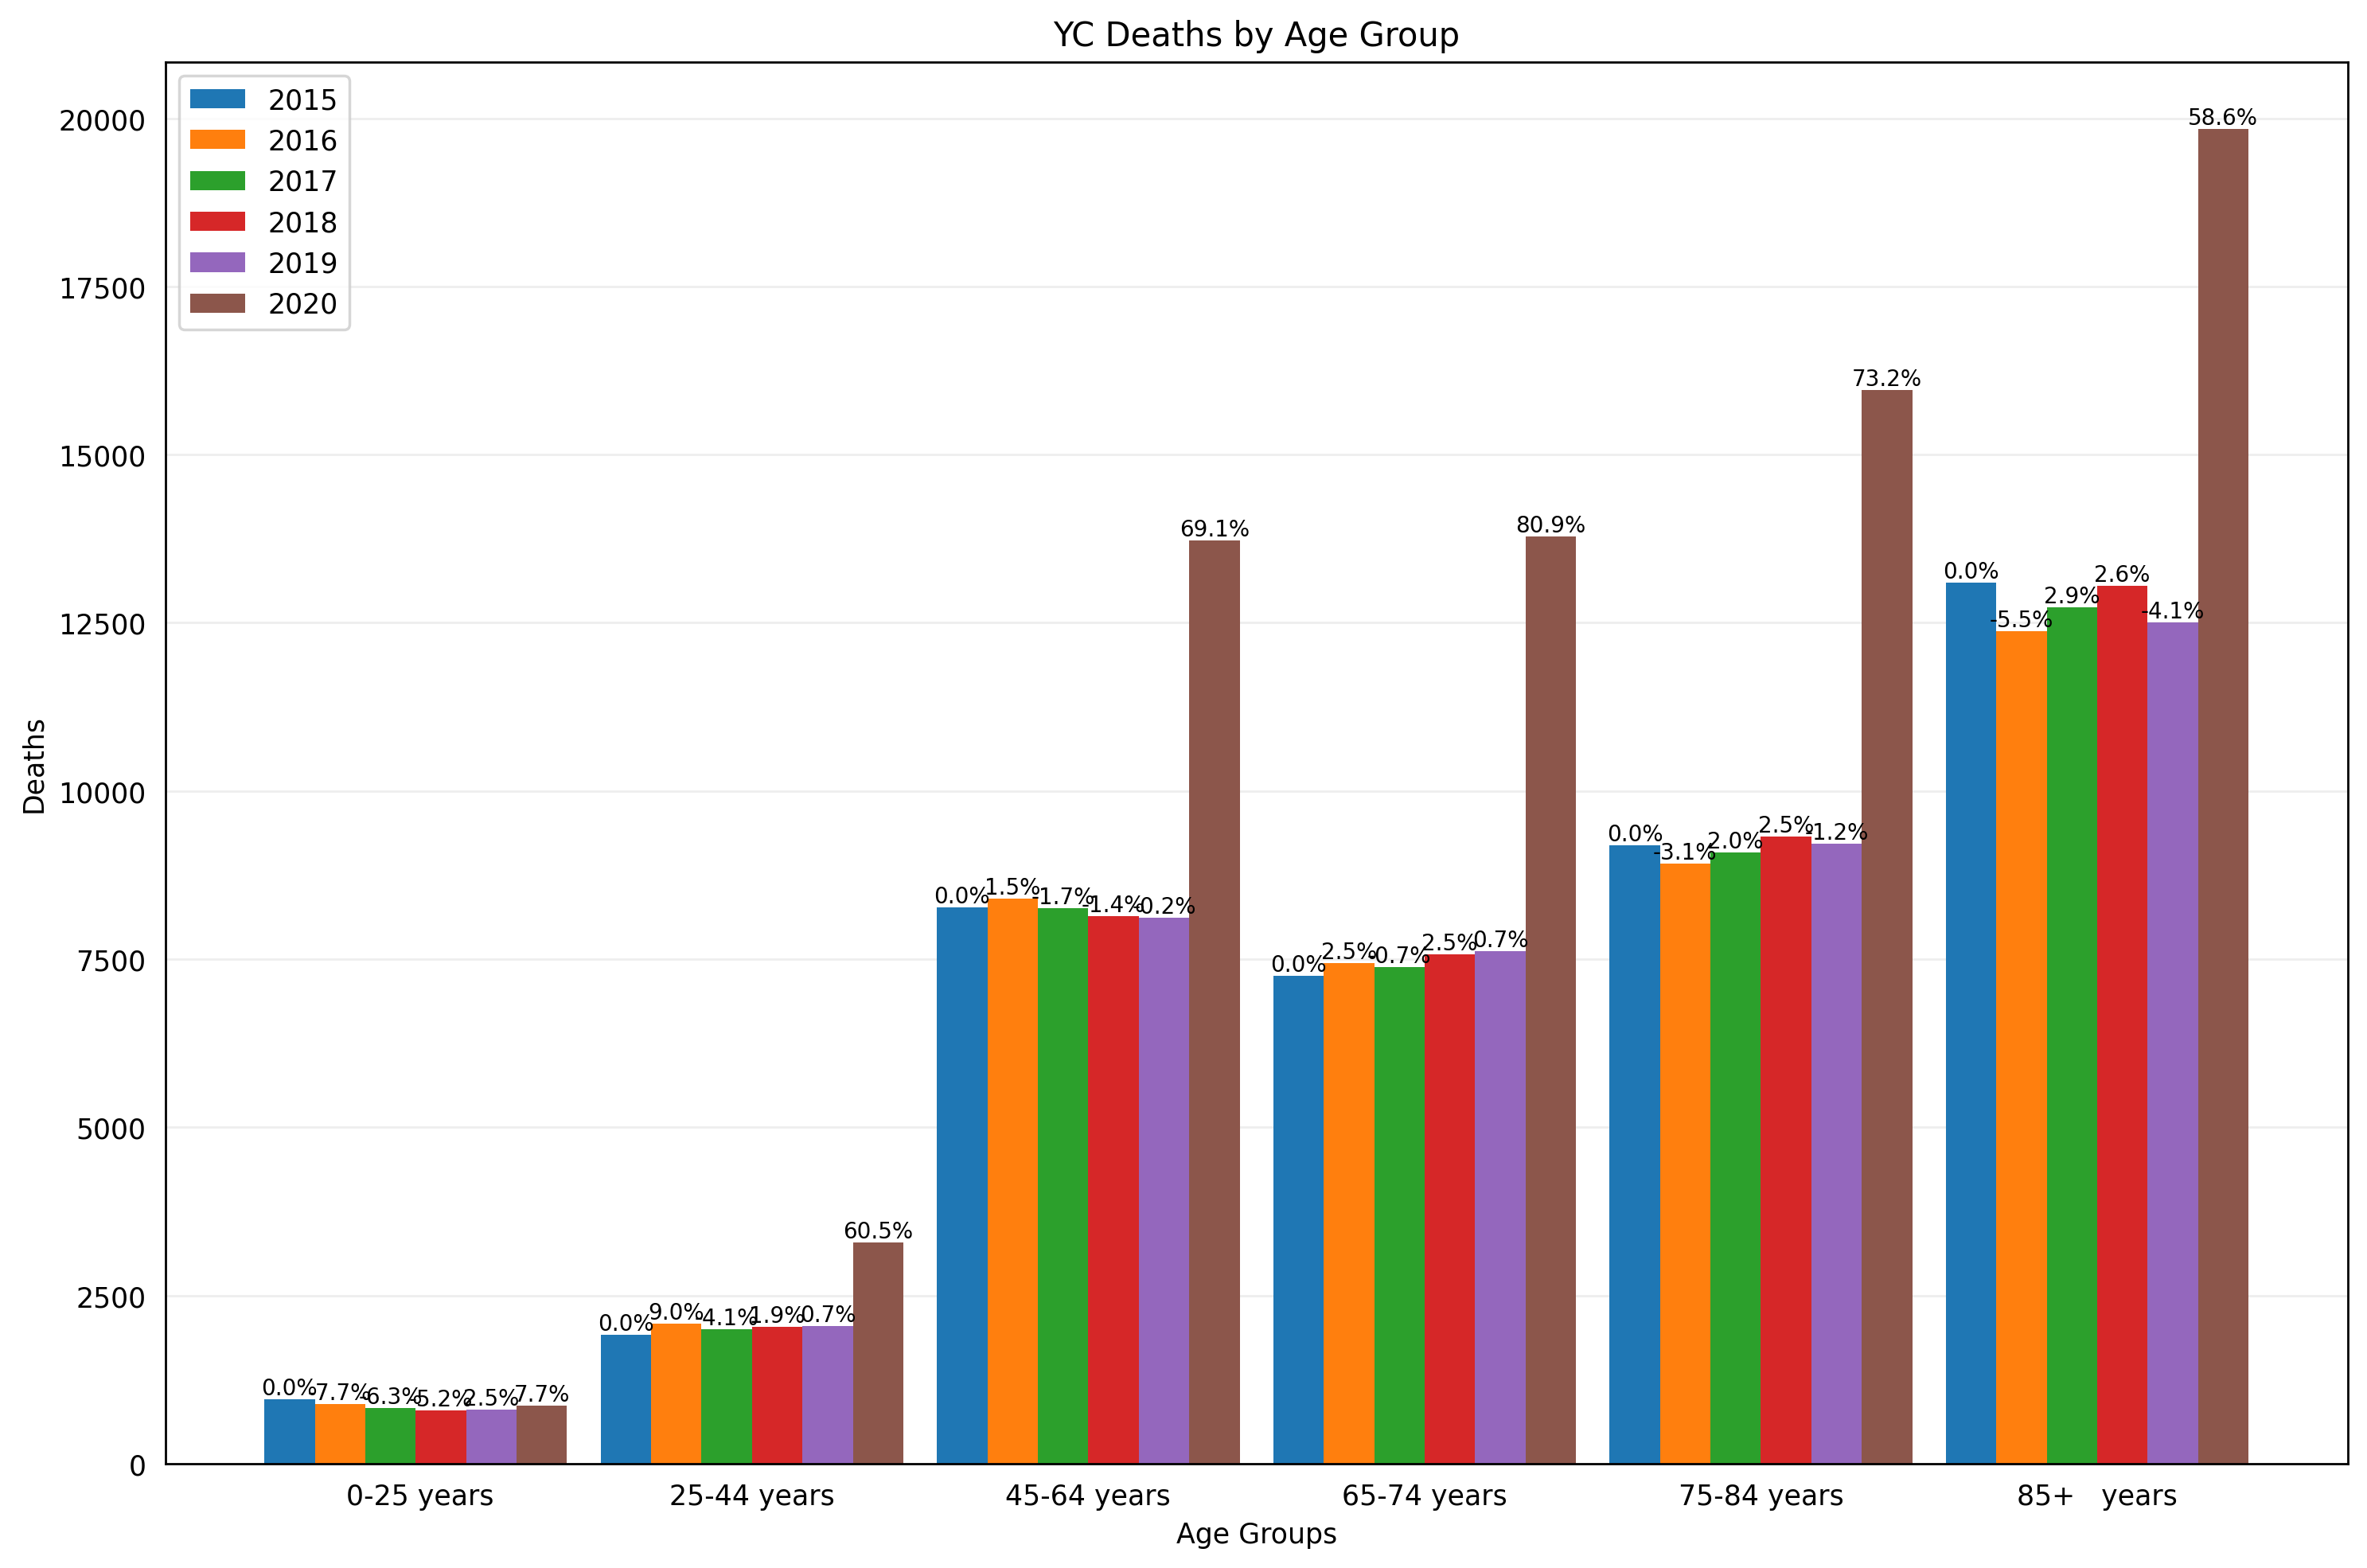 YC Deaths by Age Group
2015
2016
2017
2018
2019
2020
Deaths
20000
17500
15000
12500
10000
7500
5000
2500
0
0.0% -7.7% -6.3% -5.2% 2.5% 7.7%
0.0% 9.0% -4.1% 1.9% 0.7% 60.5%
0.0% 1.5% -1.7% -1.4% -0.2% 69.1%
0.0% 2.5% -0.7% 2.5% 0.7% 80.9%
0.0% -3.1% 2.0% 2.5% -1.2% 73.2%
0.0% -5.5% 2.9% 2.6% -4.1% 58.6%
0-25 years 25-44 years 45-64 years 65-74 years 75-84 years 85+ years
Age Groups